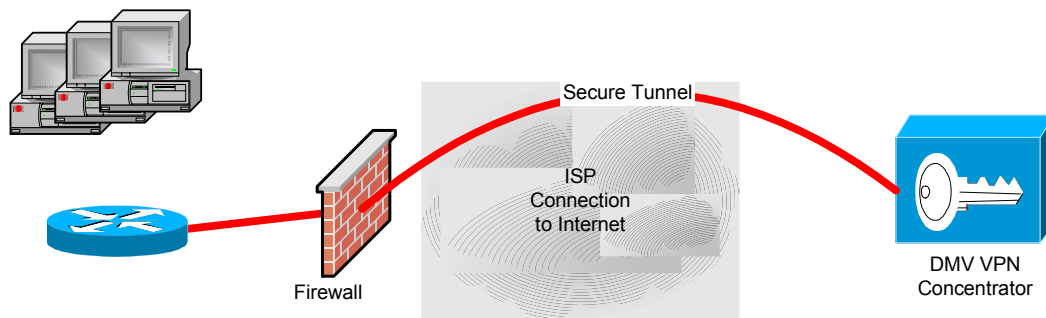 Secure Tunnel
ISP
Connection
to Internet
Firewall
DMV VPN
Concentrator